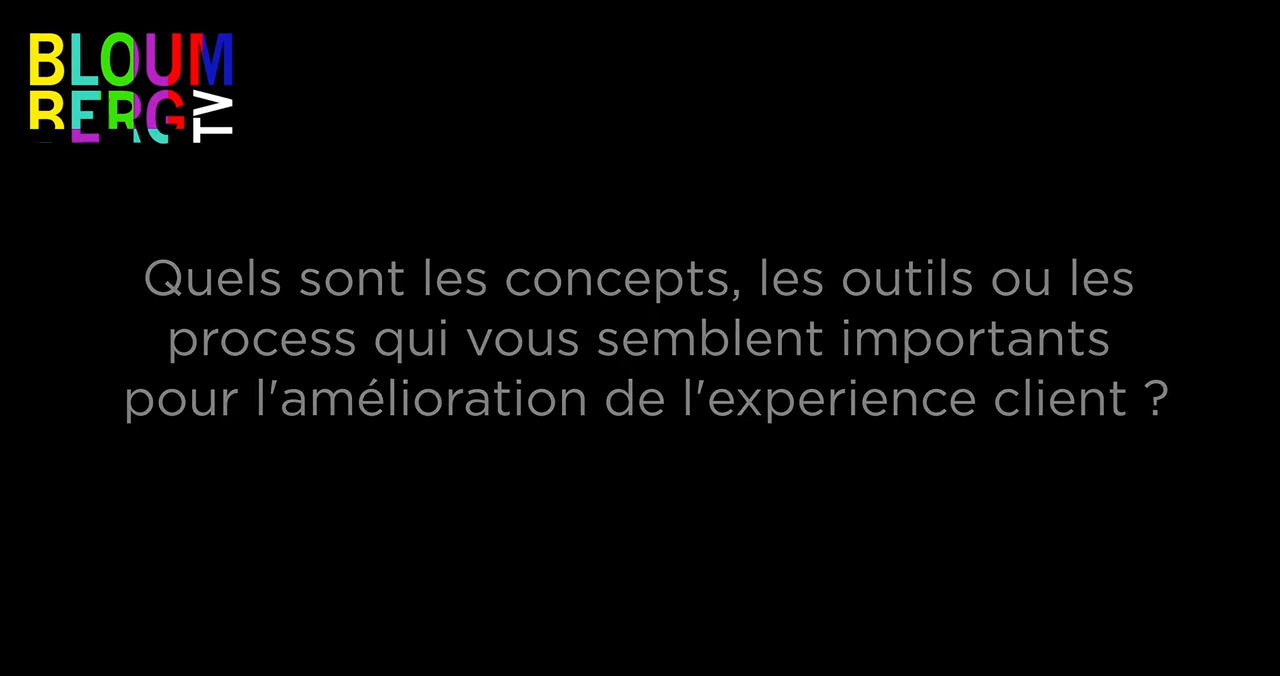 BLOUM
BERG TV
Quels sont les concepts, les outils ou les
process qui vous semblent importants
pour l'amélioration de l'experience client ?